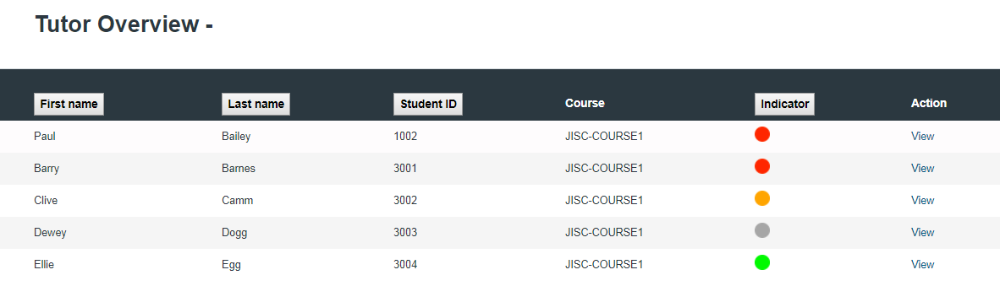 Tutor Overview -
First name Last name Student ID Course Indicator Action
Paul Bailey 1002 JISC-COURSE1 View
Barry Barnes 3001 JISC-COURSE1 View
Clive Camm 3002 JISC-COURSE1 View
Dewey Dogg 3003 JISC-COURSE1 View
Ellie Egg 3004 JISC-COURSE1 View